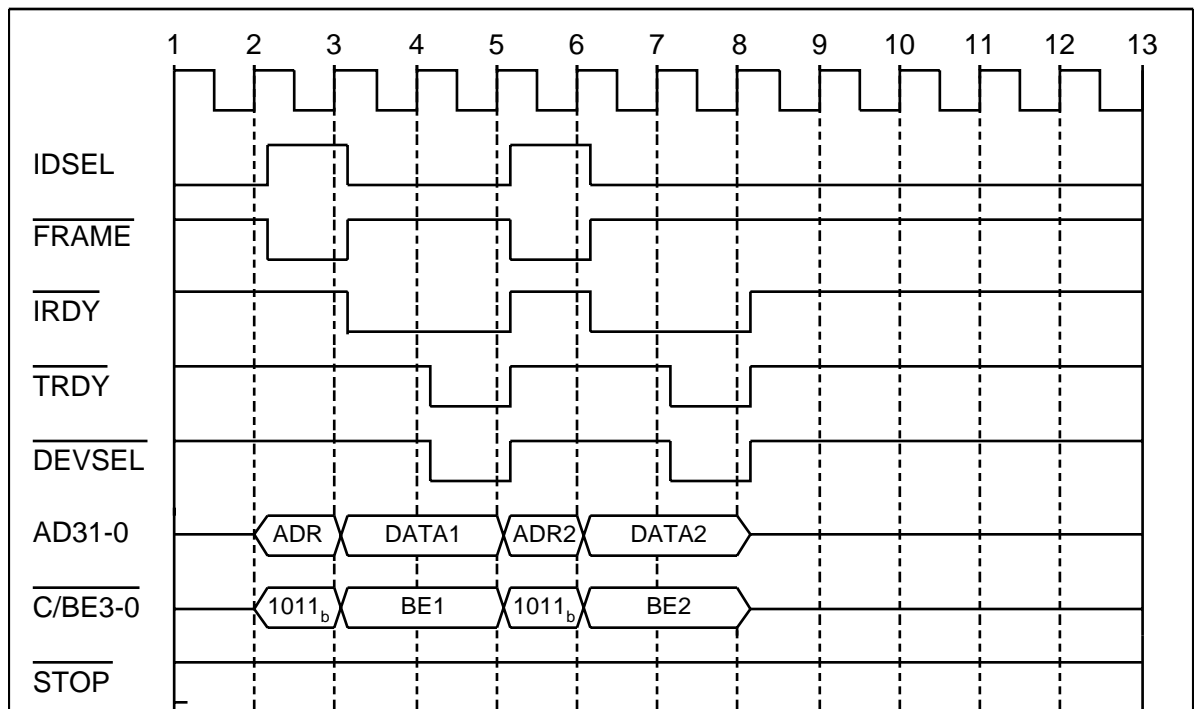 1 2 3 4 5 6 7 8 9 10 11 12 13
IDSEL
FRAME
IRDY
TRDY
DEVSEL
AD31-0 ADR DATA1 ADR2 DATA2
C/BE3-0 1011b BE1 1011b BE2
STOP